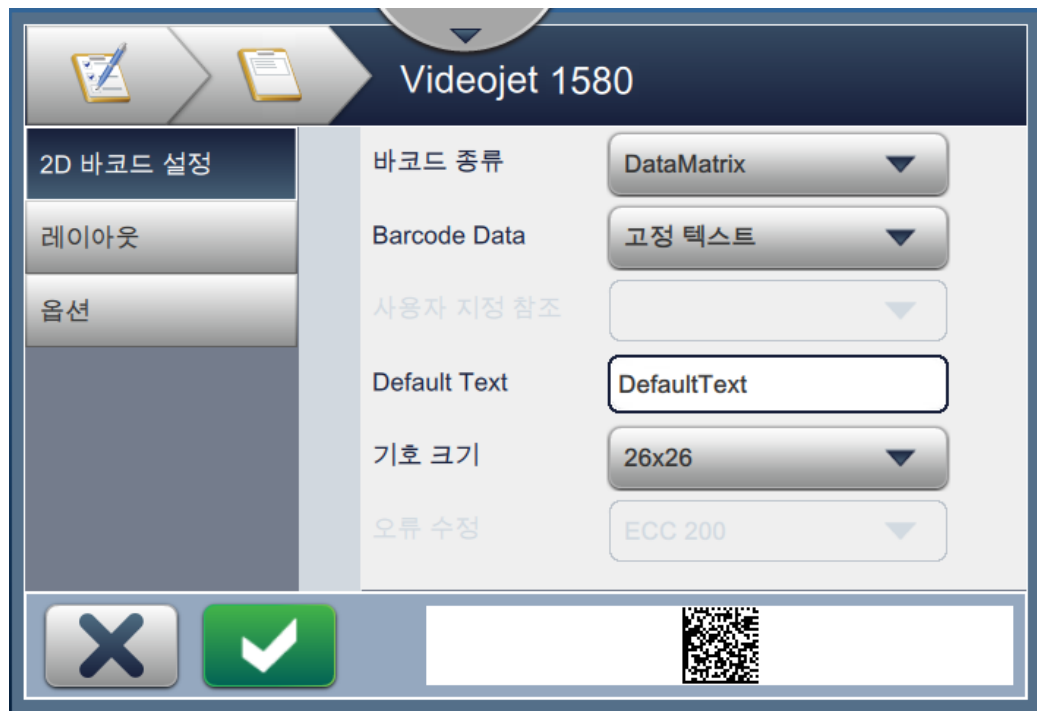 Videojet 1580
2D 바코드 설정
레이아웃
옵션
바코드 종류 DataMatrix
Barcode Data 고정 텍스트
사용자 지정 참조
Default Text DefaultText
기호 크기 26x26
오류 수정 ECC 200